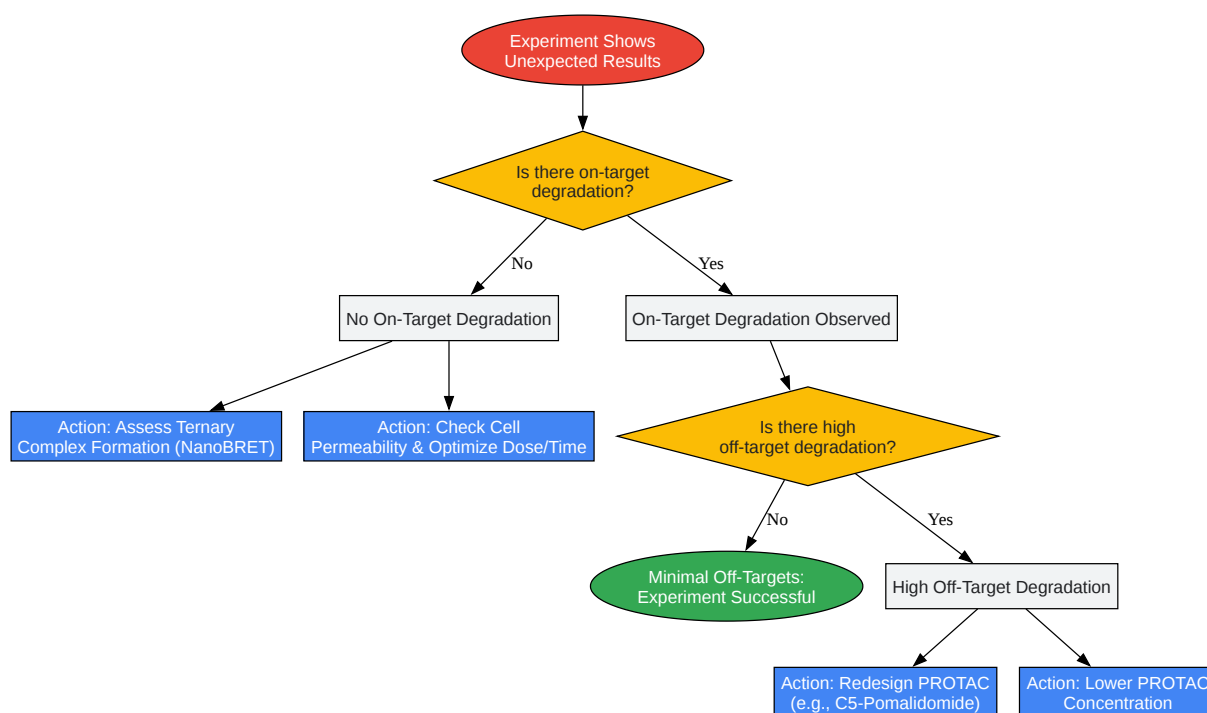 Experiment Shows
Unexpected Results
Is there on-target
degradation?
No
Yes
No On-Target Degradation
On-Target Degradation Observed
Action: Assess Ternary
Complex Formation (NanoBRET)
Action: Check Cell
Permeability & Optimize Dose/Time
Is there high
off-target degradation?
No
Yes
Minimal Off-Targets:
Experiment Successful
High Off-Target Degradation
Action: Redesign PROTAC
(e.g., C5-Pomalidomide)
Action: Lower PROTAC
Concentration